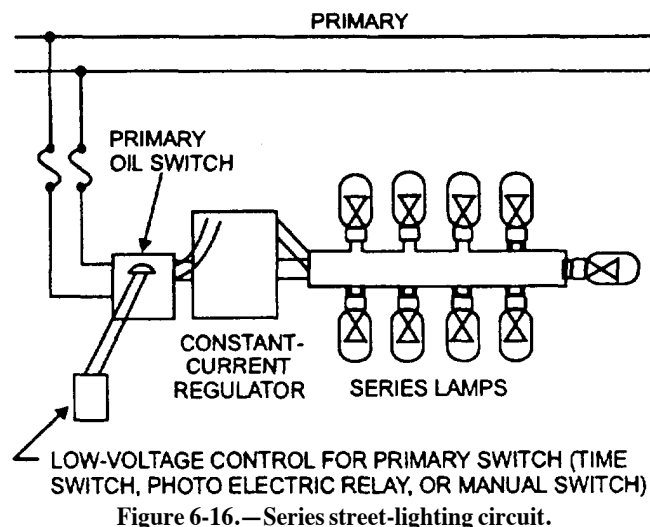 PRIMARY
PRIMARY
OIL SWITCH
CONSTANT-
CURRENT
REGULATOR
SERIES LAMPS
LOW-VOLTAGE CONTROL FOR PRIMARY SWITCH (TIME
SWITCH, PHOTO ELECTRIC RELAY, OR MANUAL SWITCH)
Figure 6-16.—Series street-lighting circuit.